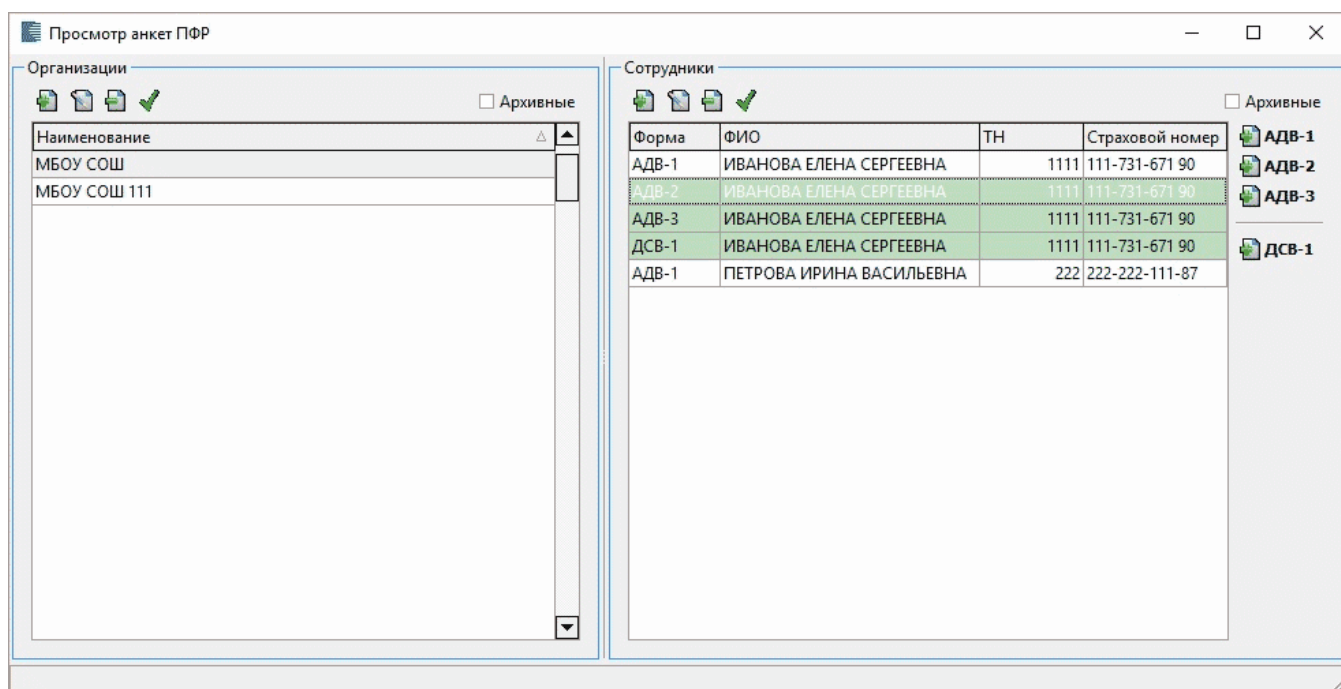 Просмотр анкет ПФР
Организации
Архивные
Наименование
МБОУ СОШ
МБОУ СОШ 111
Сотрудники
Архивные
Форма ФИО ТН Страховой номер
АДВ-1 ИВАНОВА ЕЛЕНА СЕРГЕЕВНА 1111 111-731-671 90
АДВ-2 ИВАНОВА ЕЛЕНА СЕРГЕЕВНА 1111 111-731-671 90
АДВ-3 ИВАНОВА ЕЛЕНА СЕРГЕЕВНА 1111 111-731-671 90
ДСВ-1 ИВАНОВА ЕЛЕНА СЕРГЕЕВНА 1111 111-731-671 90
АДВ-1 ПЕТРОВА ИРИНА ВАСИЛЬЕВНА 222 222-222-111-87
АДВ-1
АДВ-2
АДВ-3
ДСВ-1